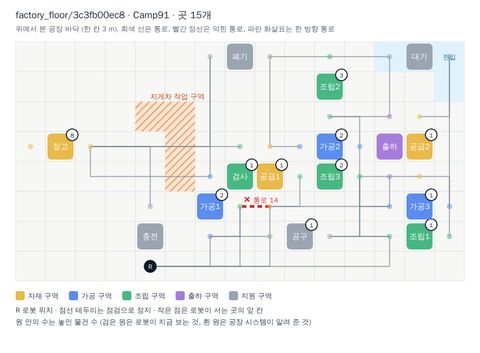 factory_floor/3c3fb00ec8 · Camp91 · 곳 15개
위에서 본 공장 바닥 (한 칸 3 m). 회색 선은 통로, 빨간 점선은 막힌 통로, 파란 화살표는 한 방향 통로
폐기 대기 진입
3
조립2
지게차 작업 구역
8 2 1
창고 가공2 출하 공급2
1 1 2
검사 공급1 조립3
2 × 통로 14 1
가공1 가공3
1 1
충전 공구 조립1
R
자재 구역 가공 구역 조립 구역 출하 구역 지원 구역
R 로봇 위치 · 점선 테두리는 점검으로 정지 · 작은 점은 로봇이 서는 곳의 앞 칸
원 안의 수는 놓인 물건 수 (검은 원은 로봇이 지금 보는 것, 흰 원은 공장 시스템이 알려 준 것)